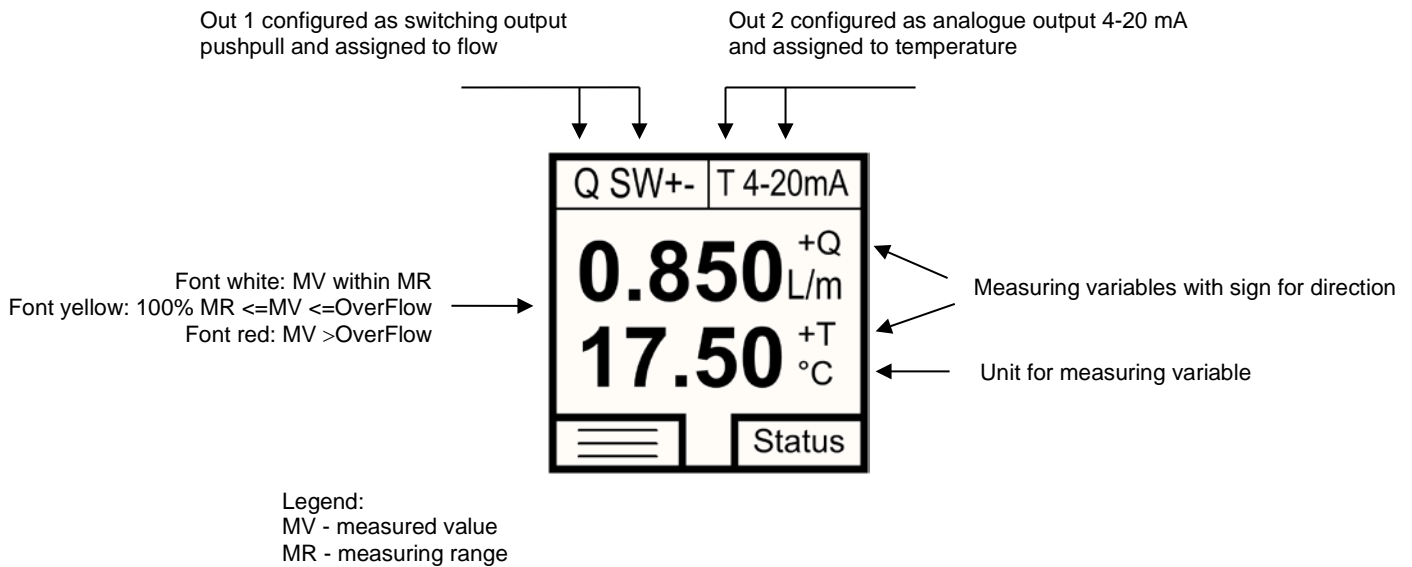 Out 1 configured as switching output
pushpull and assigned to flow
Out 2 configured as analogue output 4-20 mA
and assigned to temperature
Q SW+-
T 4-20mA
0.850
+Q
L/m
17.50
+T
°C
Status
Font white: MV within MR
Font yellow: 100% MR <=MV <=OverFlow
Font red: MV >OverFlow
Measuring variables with sign for direction
Unit for measuring variable
Legend:
MV - measured value
MR - measuring range